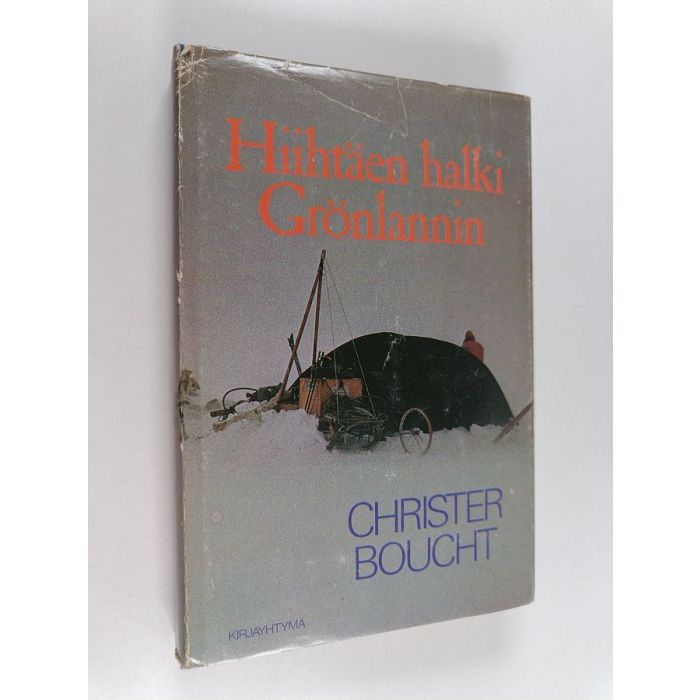 Hiihtäen halki
Grönlannin
CHRISTER
BOUCHT
KIRJAYHTYMÄ